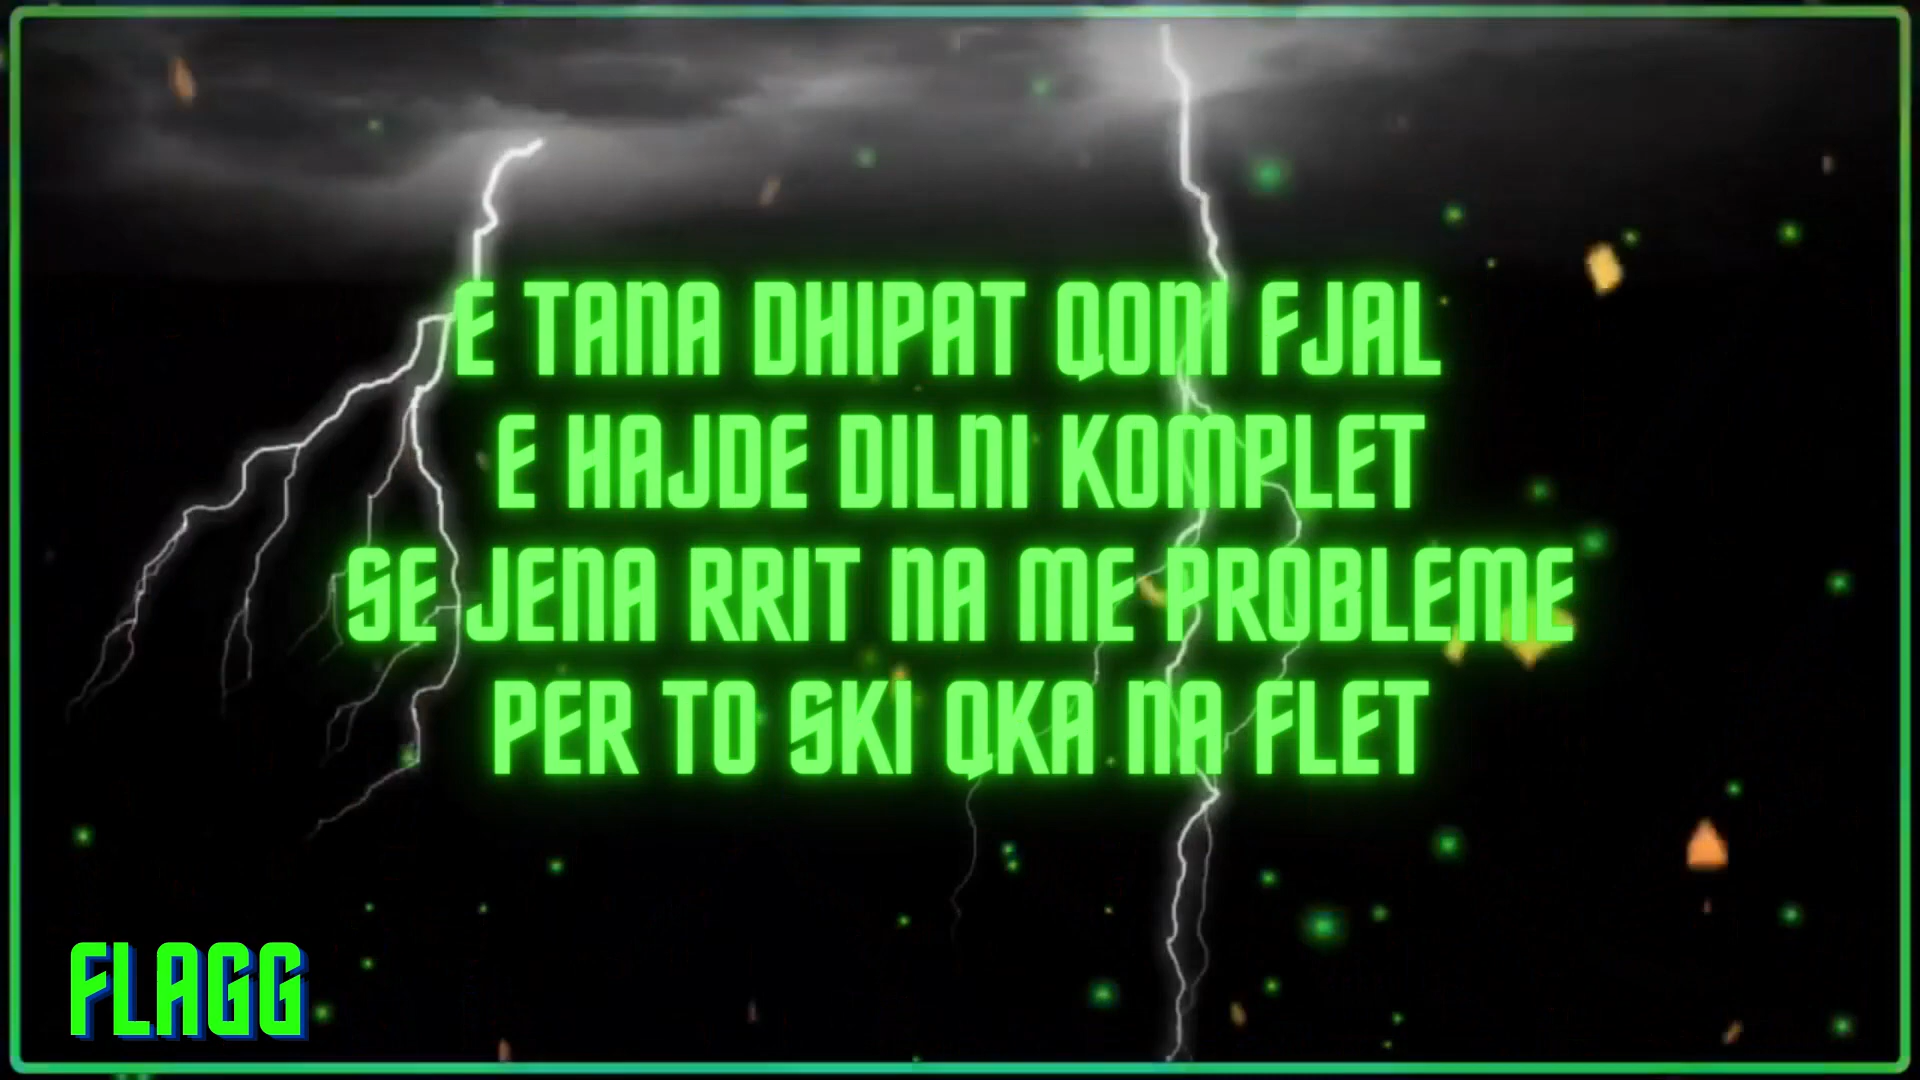 E TANA DHIPAT QONI FJAL
E HAJDE DILNI KOMPLET
SE JENA RRIT NA ME PROBLEME
PER TO SKI QKA NA FLET
FLAGG